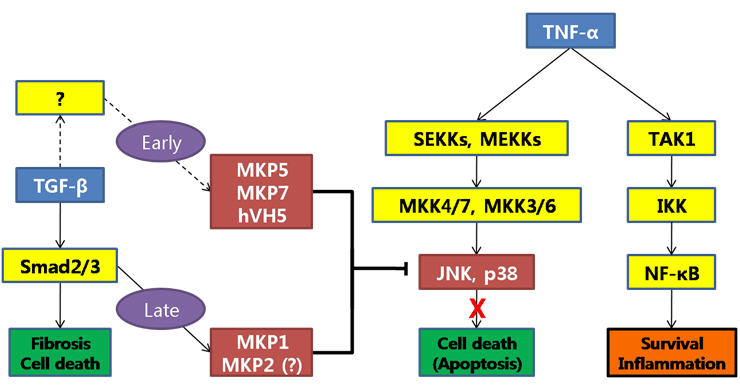 TNF-α
?
Early
SEKKs, MEKKs
TAK1
MKP5
MKP7
hVH5
TGF-β
MKK4/7, MKK3/6
IKK
Smad2/3
JNK, p38
NF-κB
Late
X
Fibrosis
Cell death
MKP1
MKP2 (?)
Cell death
(Apoptosis)
Survival
Inflammation